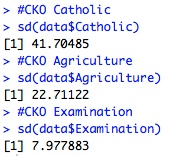 > #CKO Catholic
> sd(data$Catholic)
[1] 41.70485
> #CKO Agriculture
> sd(data$Agriculture)
[1] 22.71122
> #CKO Examination
> sd(data$Examination)
[1] 7.977883